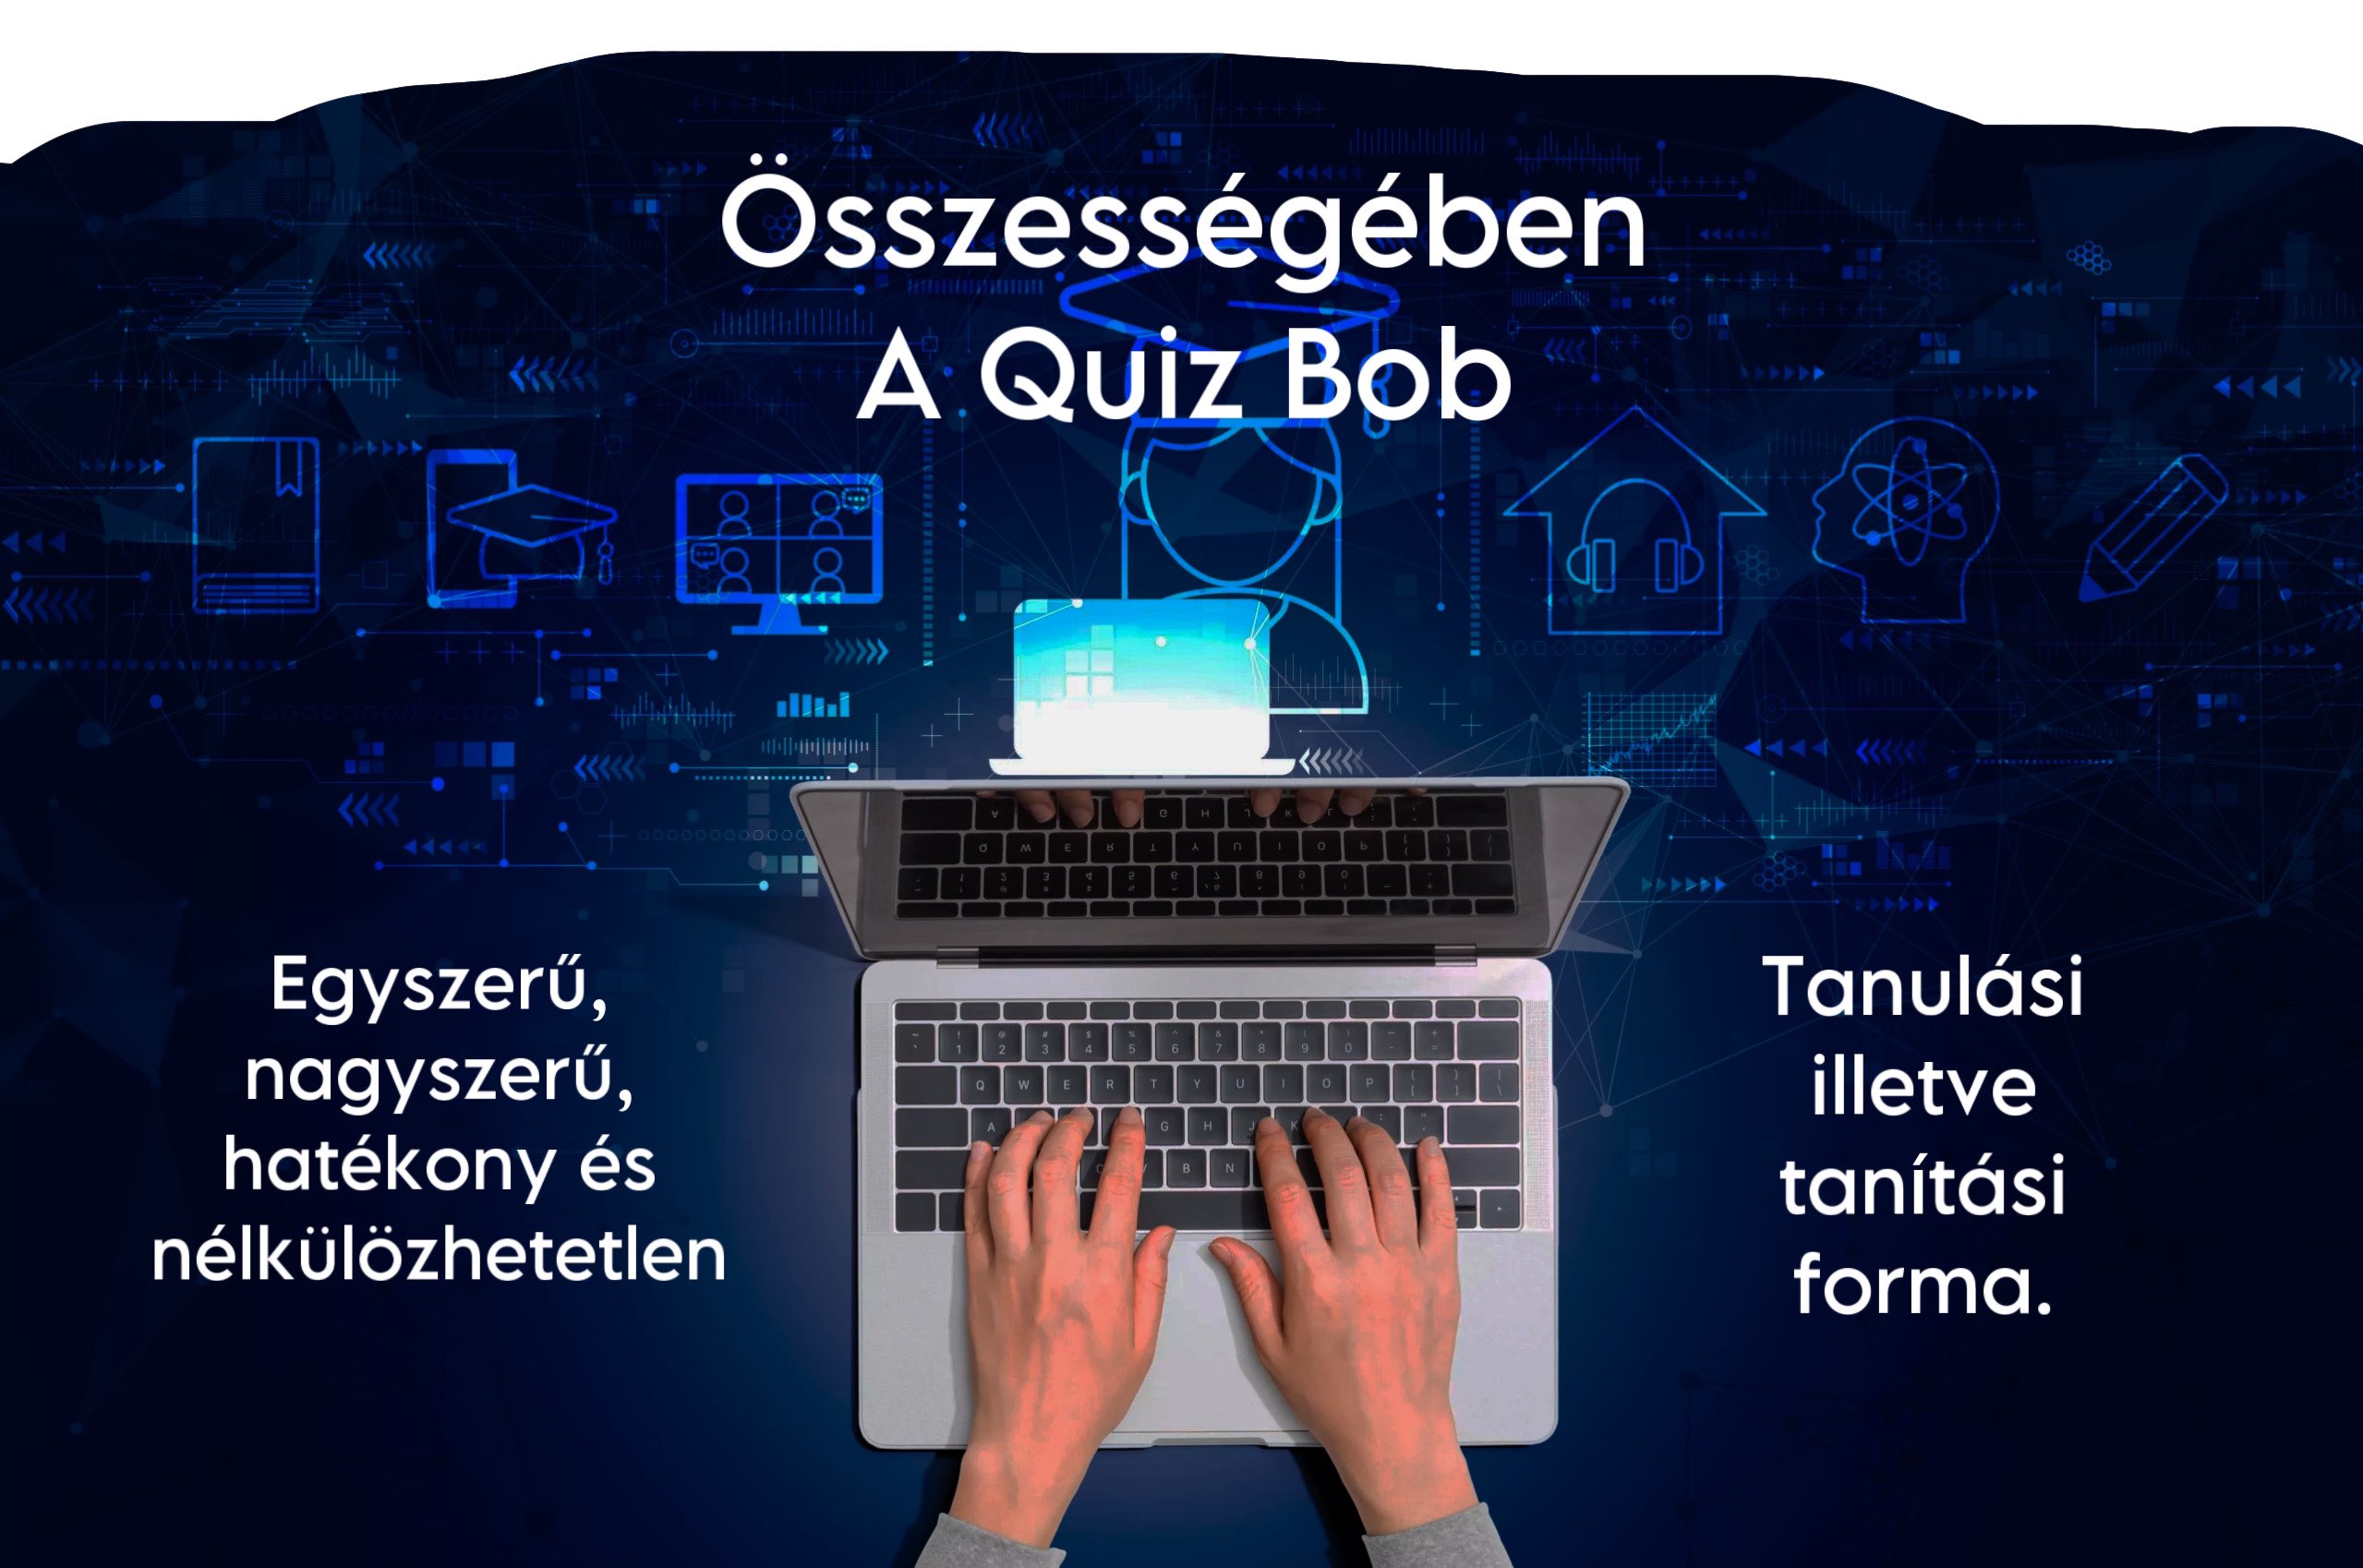 Összességében
A Quiz Bob
Egyszerű,
nagyszerű,
hatékony és
nélkülözhetetlen
Tanulási
illetve
tanítási
forma.